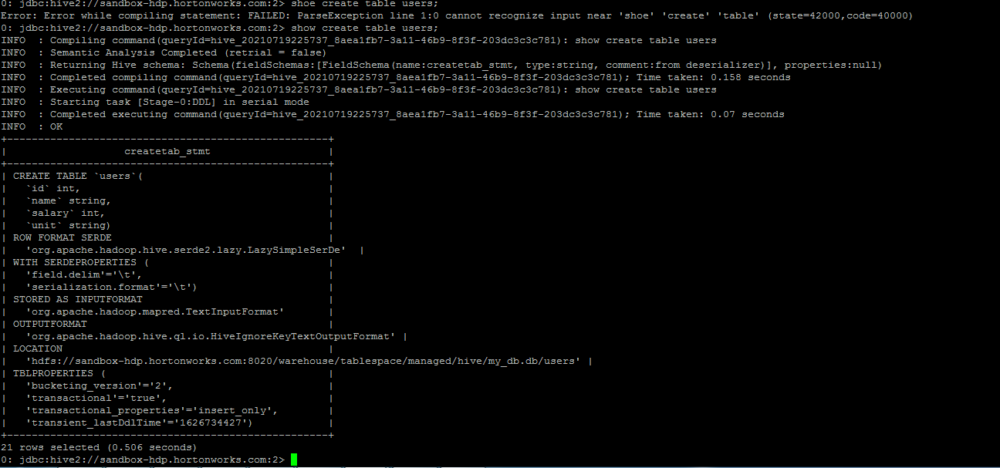 0: jdbc:hive2://sandbox-hdp.hortonworks.com:2> shoe create table users;
Error: Error while compiling statement: FAILED: ParseException line 1:0 cannot recognize input near 'shoe' 'create' 'table' (state=42000,code=40000)
0: jdbc:hive2://sandbox-hdp.hortonworks.com:2> show create table users;
INFO  : Compiling command(queryId=hive_20210719225737_8aea1fb7-3a11-46b9-8f3f-203dc3c3c781): show create table users
INFO  : Semantic Analysis Completed (retrial = false)
INFO  : Returning Hive schema: Schema(fieldSchemas:[FieldSchema(name:createtab_stmt, type:string, comment:from deserializer)], properties:null)
INFO  : Completed compiling command(queryId=hive_20210719225737_8aea1fb7-3a11-46b9-8f3f-203dc3c3c781); Time taken: 0.158 seconds
INFO  : Executing command(queryId=hive_20210719225737_8aea1fb7-3a11-46b9-8f3f-203dc3c3c781): show create table users
INFO  : Starting task [Stage-0:DDL] in serial mode
INFO  : Completed executing command(queryId=hive_20210719225737_8aea1fb7-3a11-46b9-8f3f-203dc3c3c781); Time taken: 0.07 seconds
INFO  : OK
+----------------------------------------------------+
|                   createtab_stmt                   |
+----------------------------------------------------+
| CREATE TABLE `users`(                              |
|   `id` int,                                        |
|   `name` string,                                   |
|   `salary` int,                                    |
|   `unit` string)                                   |
| ROW FORMAT SERDE                                   |
|   'org.apache.hadoop.hive.serde2.lazy.LazySimpleSerDe'  |
| WITH SERDEPROPERTIES (                             |
|   'field.delim'='\t',                              |
|   'serialization.format'='\t')                     |
| STORED AS INPUTFORMAT                              |
|   'org.apache.hadoop.mapred.TextInputFormat'       |
| OUTPUTFORMAT                                       |
|   'org.apache.hadoop.hive.ql.io.HiveIgnoreKeyTextOutputFormat' |
| LOCATION                                           |
|   'hdfs://sandbox-hdp.hortonworks.com:8020/warehouse/tablespace/managed/hive/my_db.db/users' |
| TBLPROPERTIES (                                    |
|   'bucketing_version'='2',                         |
|   'transactional'='true',                          |
|   'transactional_properties'='insert_only',        |
|   'transient_lastDdlTime'='1626734427')            |
+----------------------------------------------------+
21 rows selected (0.506 seconds)
0: jdbc:hive2://sandbox-hdp.hortonworks.com:2>